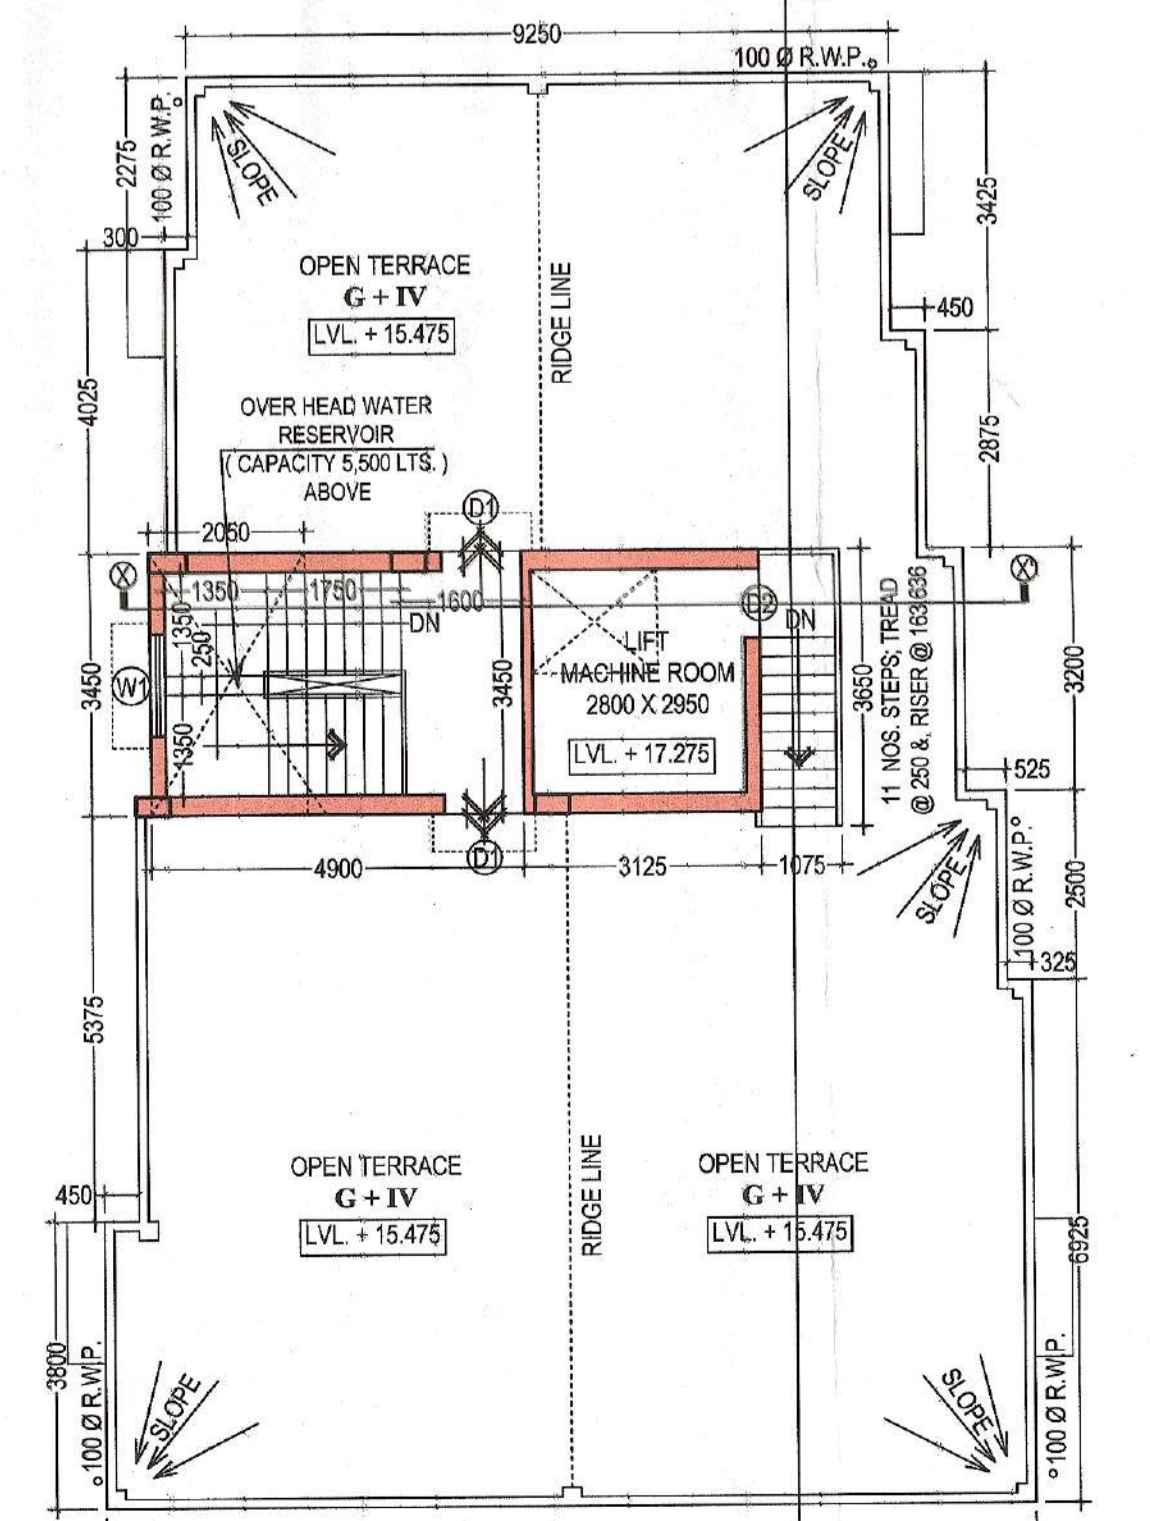 9250
100 Ø R.W.P.
2275
100 Ø R.W.P.
SLOPE
SLOPE
3425
300
OPEN TERRACE
G + IV
LVL. + 15.475
RIDGE LINE
450
4025
2875
OVER HEAD WATER
RESERVOIR
( CAPACITY 5,500 LTS. )
ABOVE
D1
2050
X
X'
1350
1750
1600
D2
DN
DN
1350
250
LIFT
MACHINE ROOM
2800 X 2950
LVL. + 17.275
W1
3450
3450
3650
11 NOS. STEPS; TREAD
@ 250 &, RISER @ 163.636
3200
1350
525
D1
4900
3125
1075
SLOPE
100 Ø R.W.P.
2500
325
5375
OPEN TERRACE
G + IV
LVL. + 15.475
RIDGE LINE
OPEN TERRACE
G + IV
LVL. + 15.475
450
6925
3800
100 Ø R.W.P.
SLOPE
SLOPE
100 Ø R.W.P.